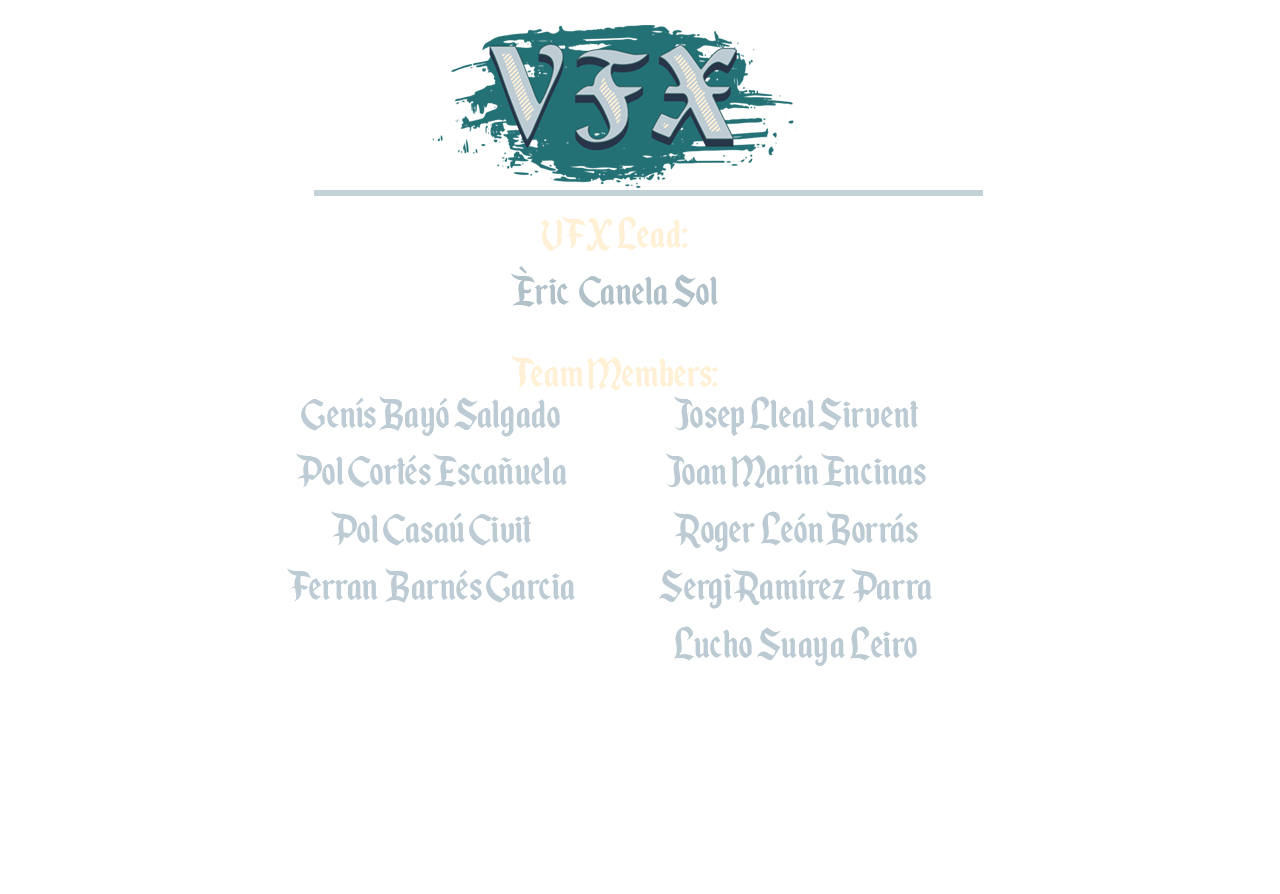 VFX
VFX Lead:
Èric Canela Sol
Team Members:
Genís Bayó Salgado
Pol Cortés Escañuela
Pol Casaú Civit
Ferran Barnés Garcia
Josep Lleal Sirvent
Joan Marín Encinas
Roger León Borrás
Sergi Ramírez Parra
Lucho Suaya Leiro